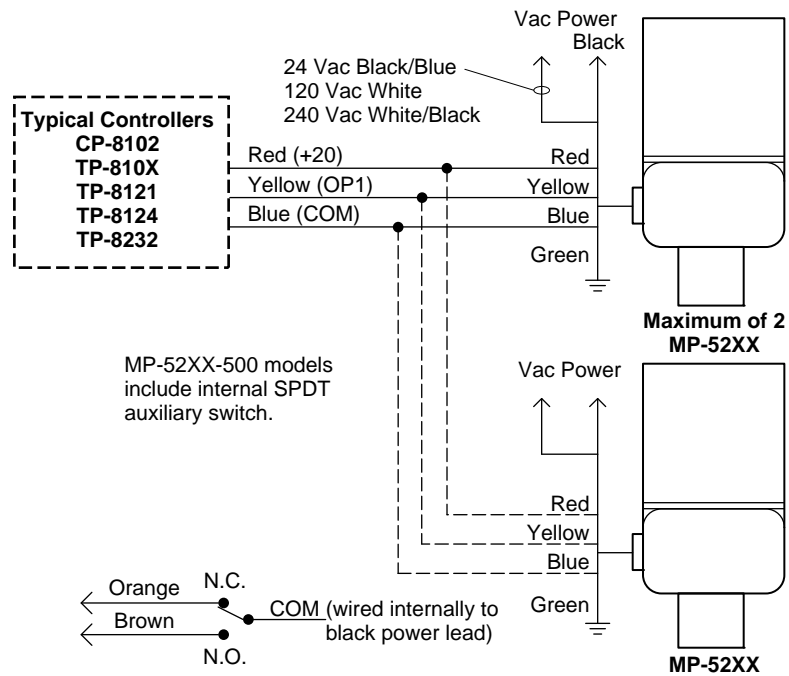 Vac Power
Black
24 Vac Black/Blue
120 Vac White
240 Vac White/Black
Typical Controllers
CP-8102
TP-810X
TP-8121
TP-8124
TP-8232
Red (+20)
Yellow (OP1)
Blue (COM)
Red
Yellow
Blue
Green
Maximum of 2
MP-52XX
MP-52XX-500 models
include internal SPDT
auxiliary switch.
Vac Power
Red
Yellow
Blue
Green
MP-52XX
Orange
Brown
N.C.
N.O.
COM (wired internally to
black power lead)